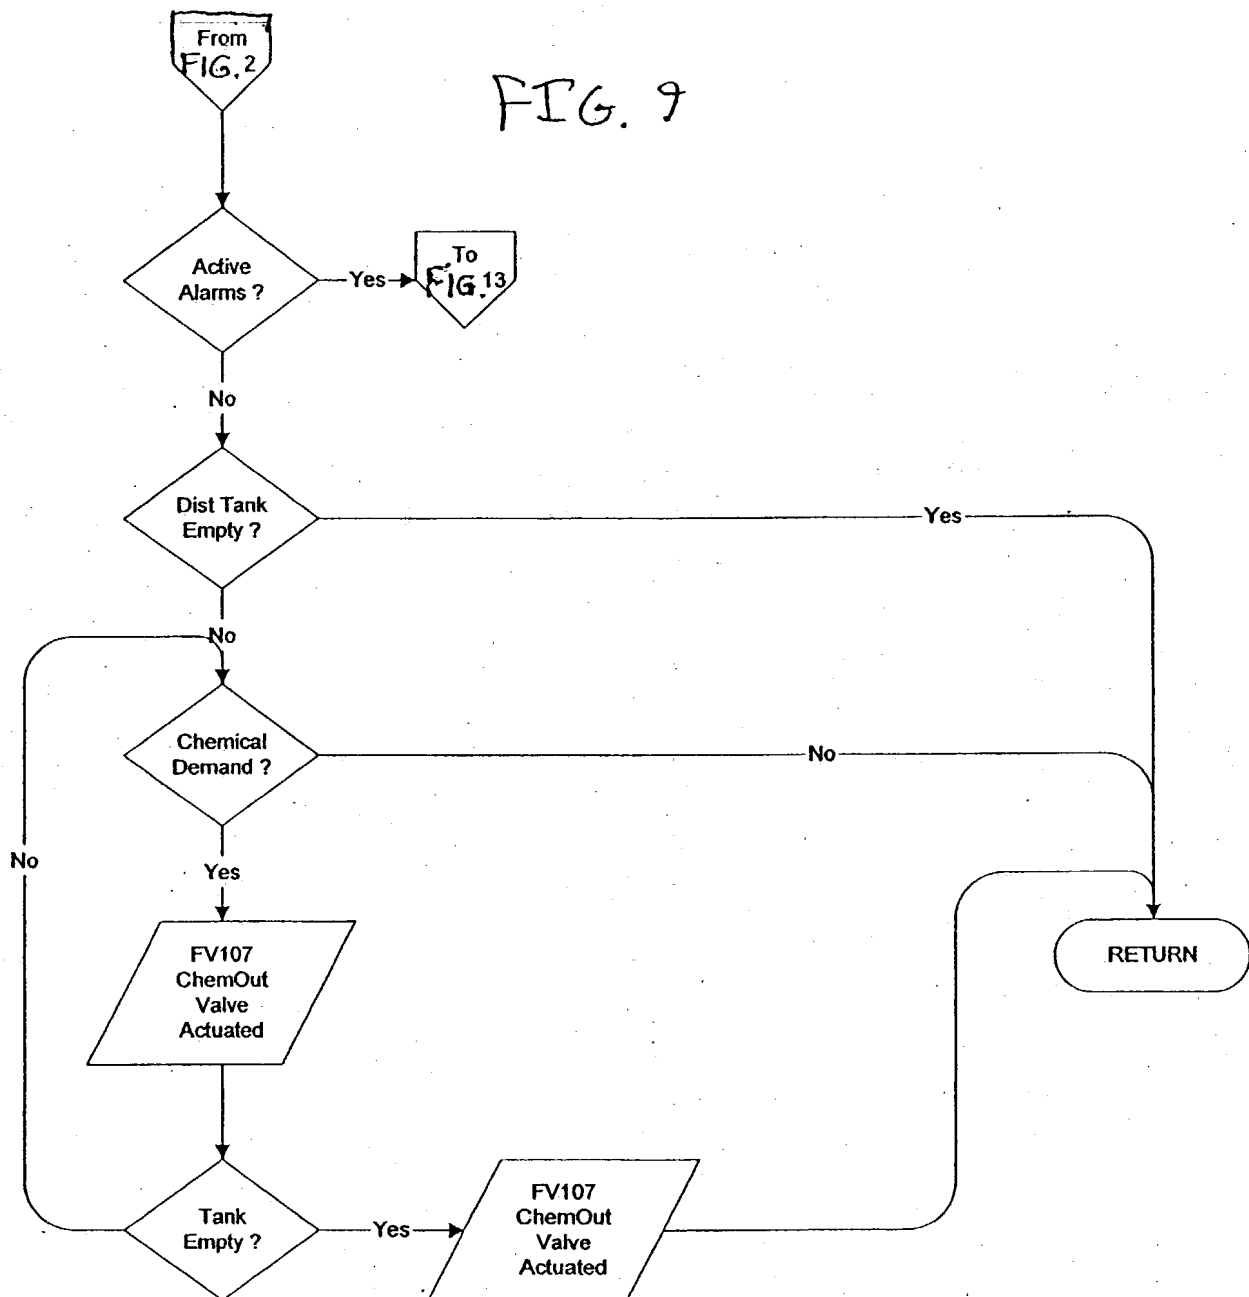 From
FIG. 2
FIG. 9
Active
Alarms ?
Yes
To
FIG. 13
No
Dist Tank
Empty ?
Yes
No
Chemical
Demand ?
No
No
Yes
FV107
ChemOut
Valve
Actuated
RETURN
Tank
Empty ?
Yes
FV107
ChemOut
Valve
Actuated